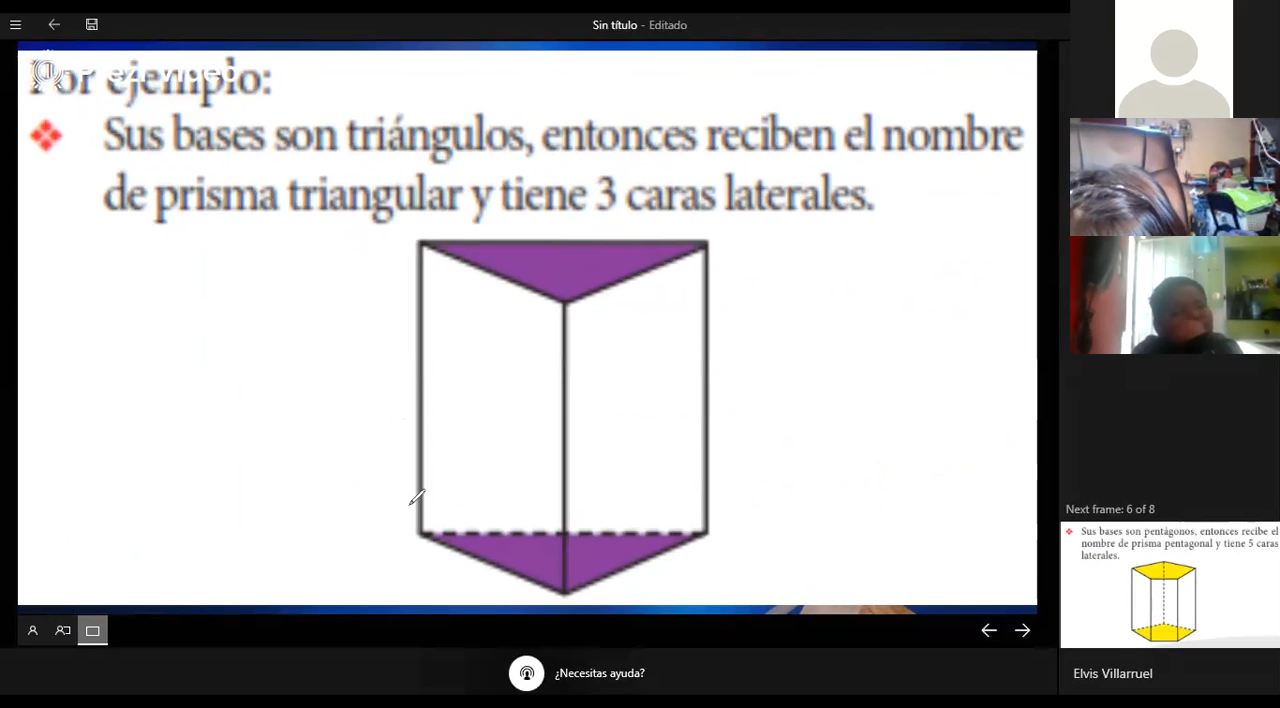 Sin título - Editado
Por ejemplo:
Prezi Video
Sus bases son triángulos, entonces reciben el nombre
de prisma triangular y tiene 3 caras laterales.
Next frame: 6 of 8
Sus bases son pentágonos, entonces recibe el
nombre de prisma pentagonal y tiene 5 caras
laterales.
¿Necesitas ayuda?
Elvis Villarruel